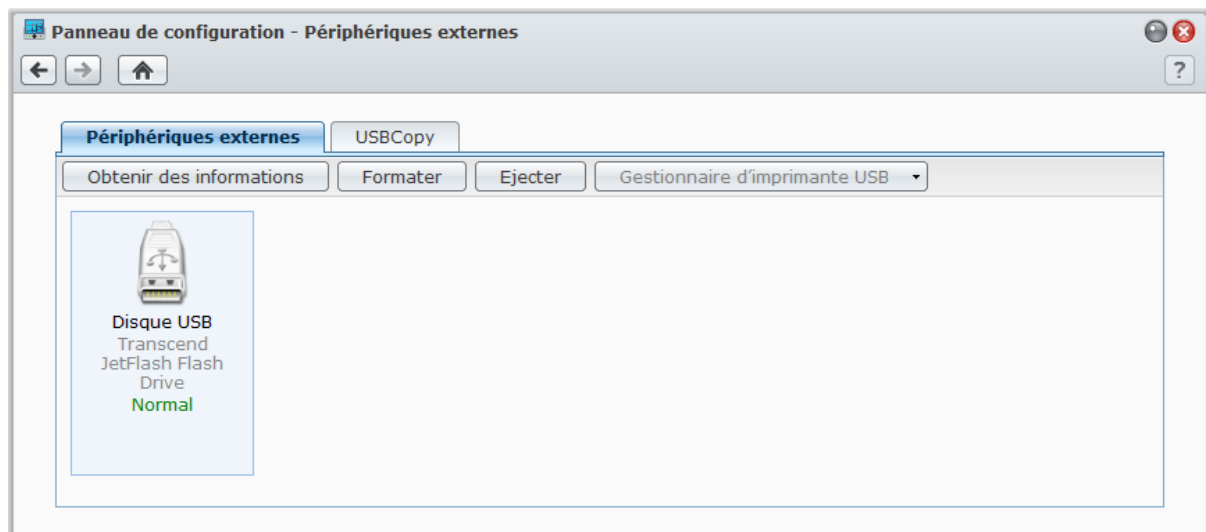 Panneau de configuration - Périphériques externes
?
Périphériques externes USBCopy
Obtenir des informations Formater Ejecter Gestionnaire d'imprimante USB
Disque USB
Transcend
JetFlash Flash
Drive
Normal